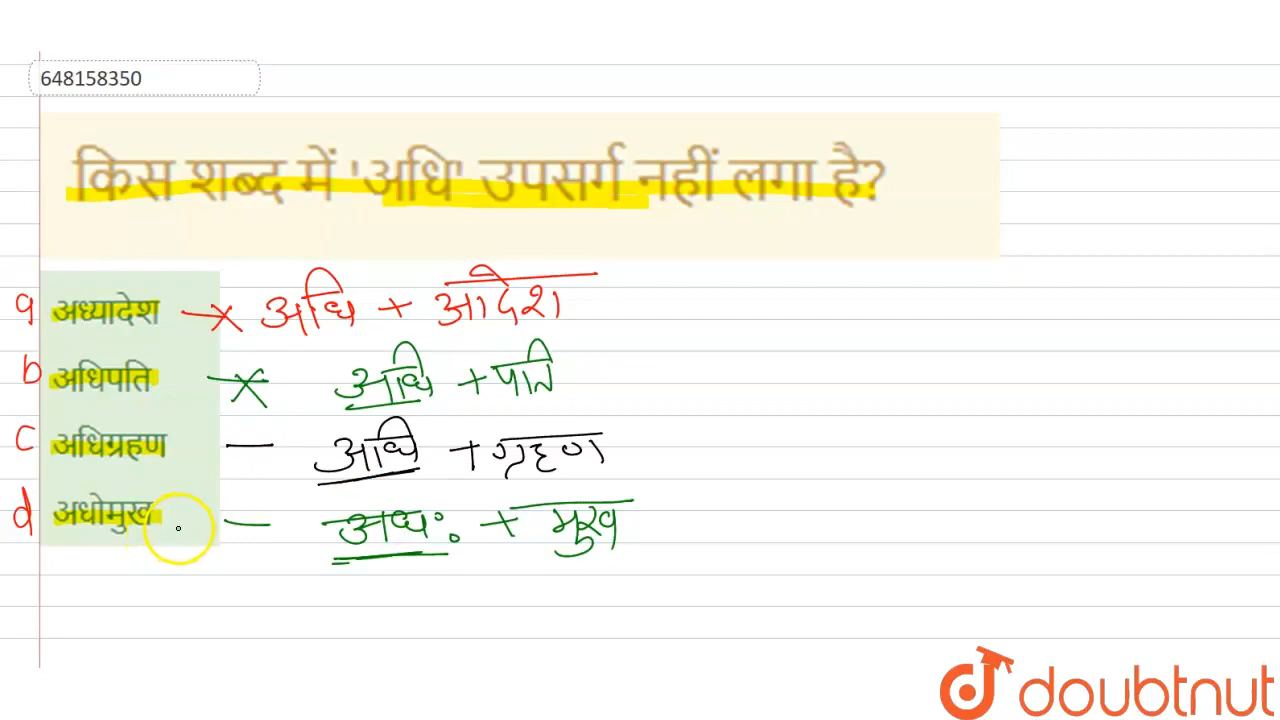 648158350
किस शब्द में 'अधि' उपसर्ग नहीं लगा है?
a अध्यादेश – × अधि + आदेश
b अधिपति – × अधि + पति
c अधिग्रहण – अधि + ग्रहण
d अधोमुख – अधः + मुख
doubtnut